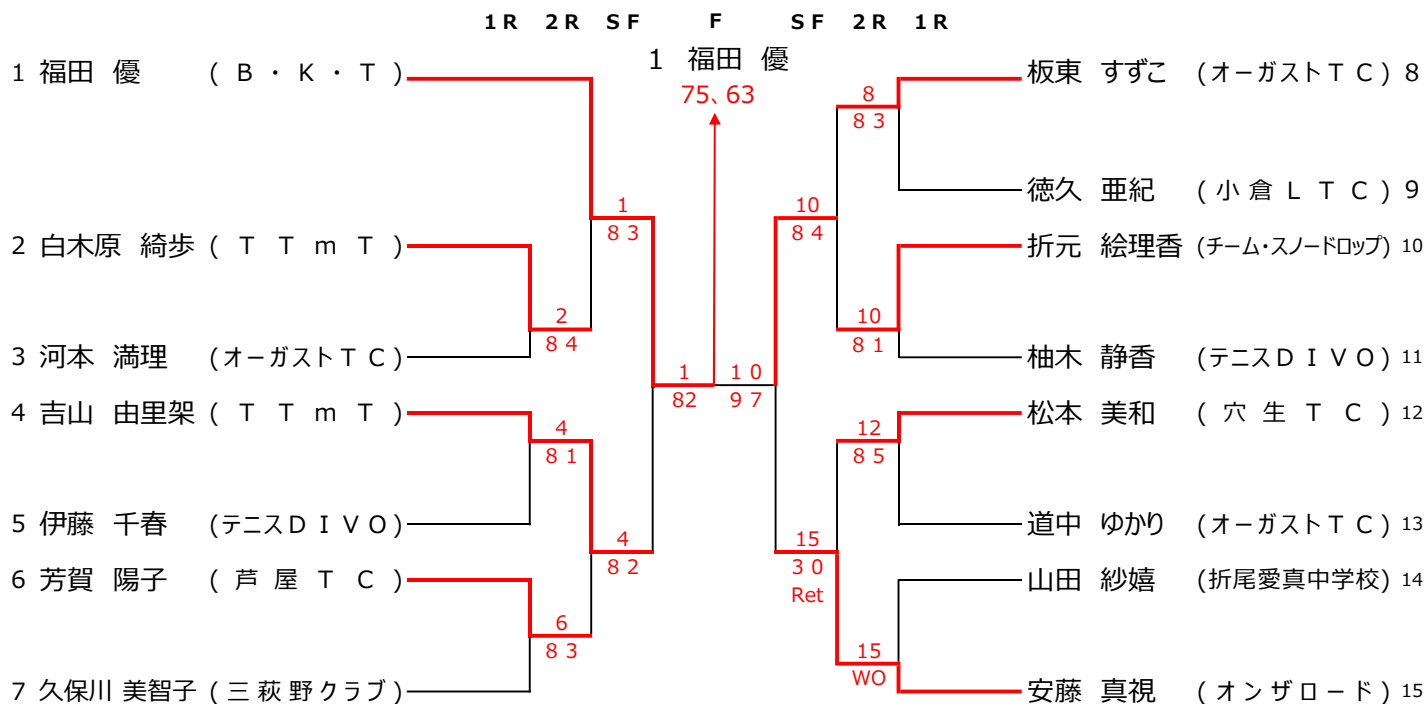 1R 2R SF F SF 2R 1R
1 福田 優
75、63
1 福田 優 (B・K・T)
2 白木原 綺歩 (TTmT)
3 河本 満理 (オーガストTC)
4 吉山 由里架 (TTmT)
5 伊藤 千春 (テニスDIVO)
6 芳賀 陽子 (芦屋TC)
7 久保川 美智子 (三萩野クラブ)
2
84
4
81
6
83
1
83
4
82
1
82
10
97
10
84
15
30
Ret
8
83
10
81
12
85
15
WO
板東 すずこ (オーガストTC) 8
徳久 亜紀 (小倉LTC) 9
折元 絵理香 (チーム・スノードロップ) 10
柚木 静香 (テニスDIVO) 11
松本 美和 (穴生TC) 12
道中 ゆかり (オーガストTC) 13
山田 紗嬉 (折尾愛真中学校) 14
安藤 真視 (オンザロード) 15